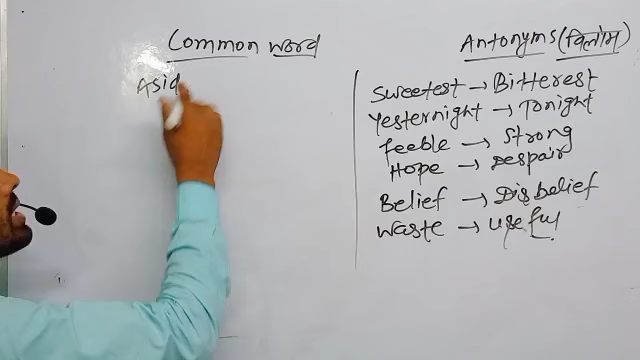 Common word
Asid
Antonyms (विलोम)
Sweetest → Bitterest
Yesternight → Tonight
feeble → Strong
Hope → Despair
Belief → Disbelief
Waste → Useful